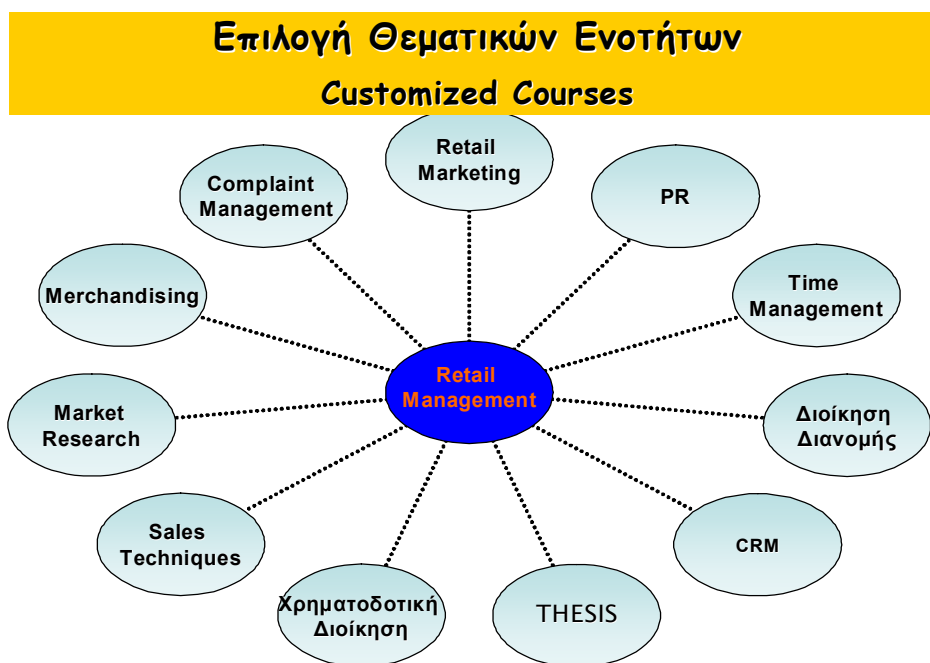 Επιλογή Θεματικών Ενοτήτων
Customized Courses
Retail
Marketing
PR
Time
Management
Διοίκηση
Διανομής
CRM
THESIS
Χρηματοδοτική
Διοίκηση
Sales
Techniques
Market
Research
Merchandising
Complaint
Management
Retail
Management